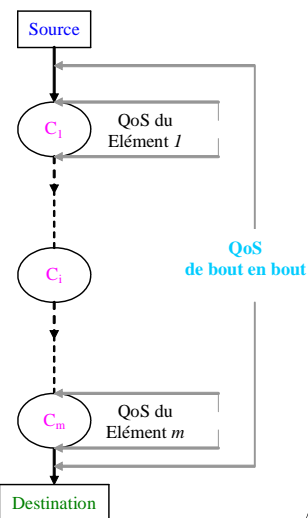 Source
C1
QoS du
Elément 1
QoS
de bout en bout
Ci
Cm
QoS du
Elément m
Destination